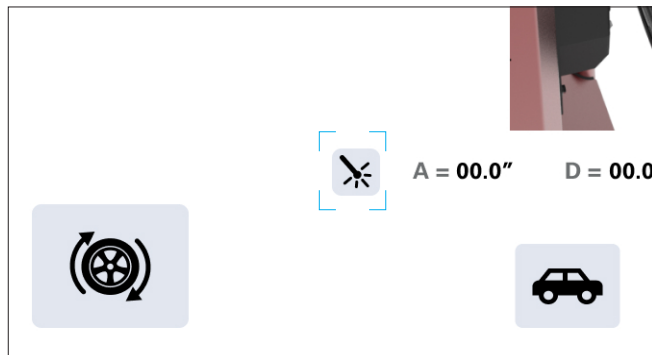 A = 00.0” D = 00.0